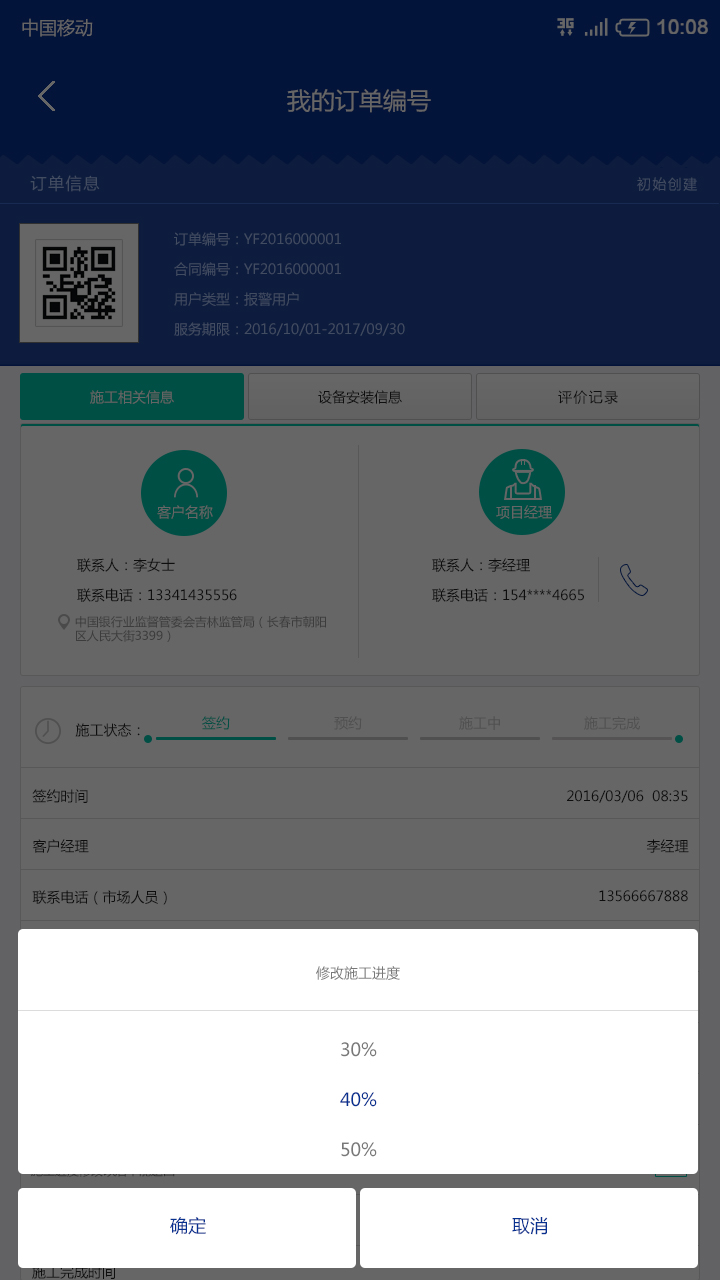 中国移动
3G
10:08
我的订单编号
订单信息
初始创建
订单编号：YF2016000001
合同编号：YF2016000001
用户类型：报警用户
服务期限：2016/10/01-2017/09/30
施工相关信息
设备安装信息
评价记录
客户名称
项目经理
联系人：李女士
联系电话：13341435556
中国银行业监督管委会吉林监管局（长春市朝阳
区人民大街3399）
联系人：李经理
联系电话：154****4665
施工状态：
签约
预约
施工中
施工完成
签约时间
2016/03/06 08:35
客户经理
李经理
联系电话（市场人员）
13566667888
修改施工进度
30%
40%
50%
确定
取消
施工完成时间